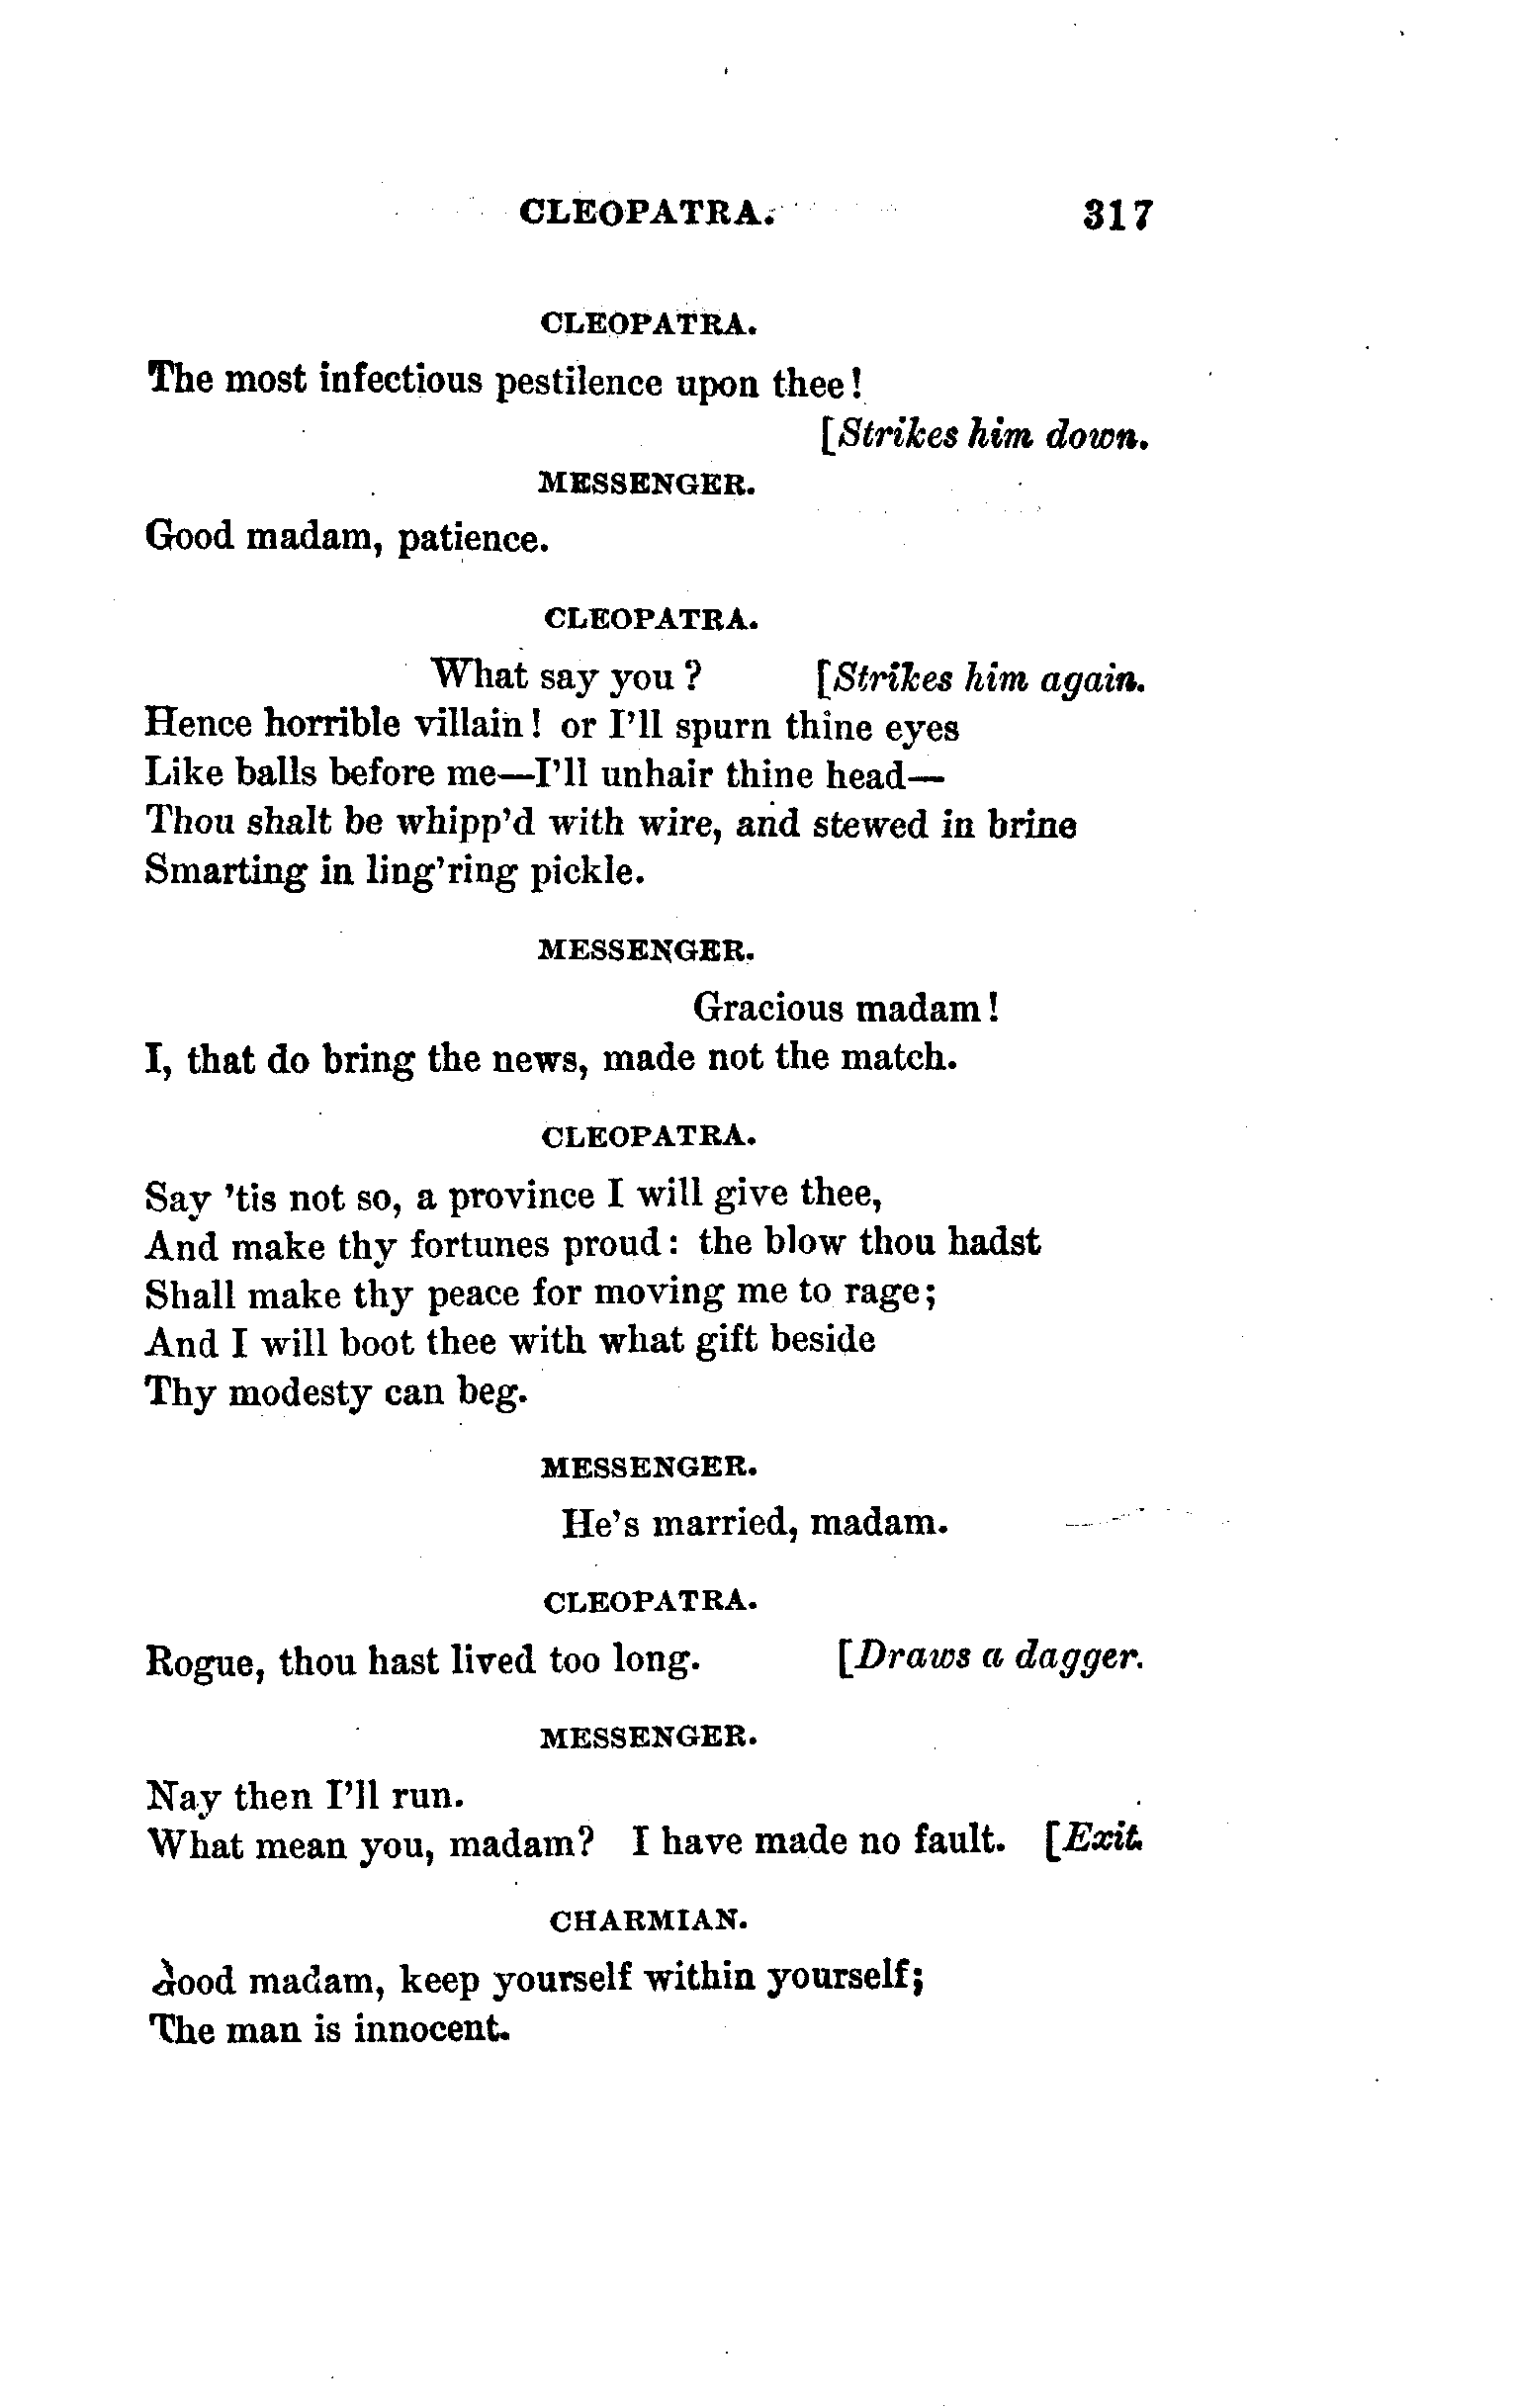 CLEOPATRA. 317
CLEOPATRA.
The most infectious pestilence upon thee!
[Strikes him down.
MESSENGER.
Good madam, patience.
CLEOPATRA.
What say you? [Strikes him again.
Hence horrible villain! or I'll spurn thine eyes
Like balls before me—I'll unhair thine head—
Thou shalt be whipp'd with wire, and stewed in brine
Smarting in ling'ring pickle.
MESSENGER.
Gracious madam!
I, that do bring the news, made not the match.
CLEOPATRA.
Say 'tis not so, a province I will give thee,
And make thy fortunes proud: the blow thou hadst
Shall make thy peace for moving me to rage;
And I will boot thee with what gift beside
Thy modesty can beg.
MESSENGER.
He's married, madam.
CLEOPATRA.
Rogue, thou hast lived too long. [Draws a dagger.
MESSENGER.
Nay then I'll run.
What mean you, madam? I have made no fault. [Exit.
CHARMIAN.
Good madam, keep yourself within yourself;
The man is innocent.